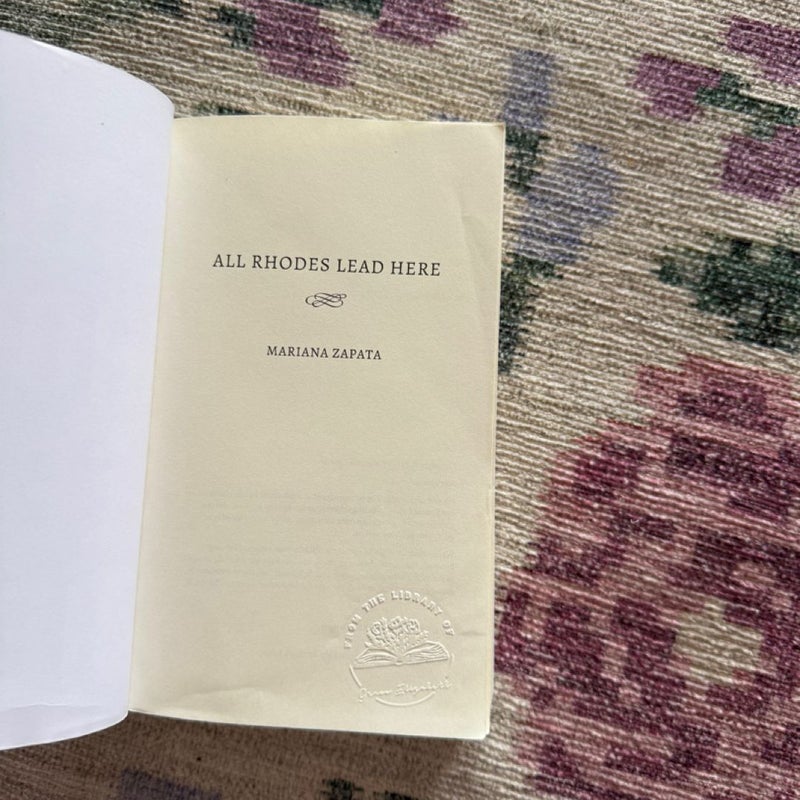 ALL RHODES LEAD HERE
MARIANA ZAPATA
FROM THE LIBRARY OF